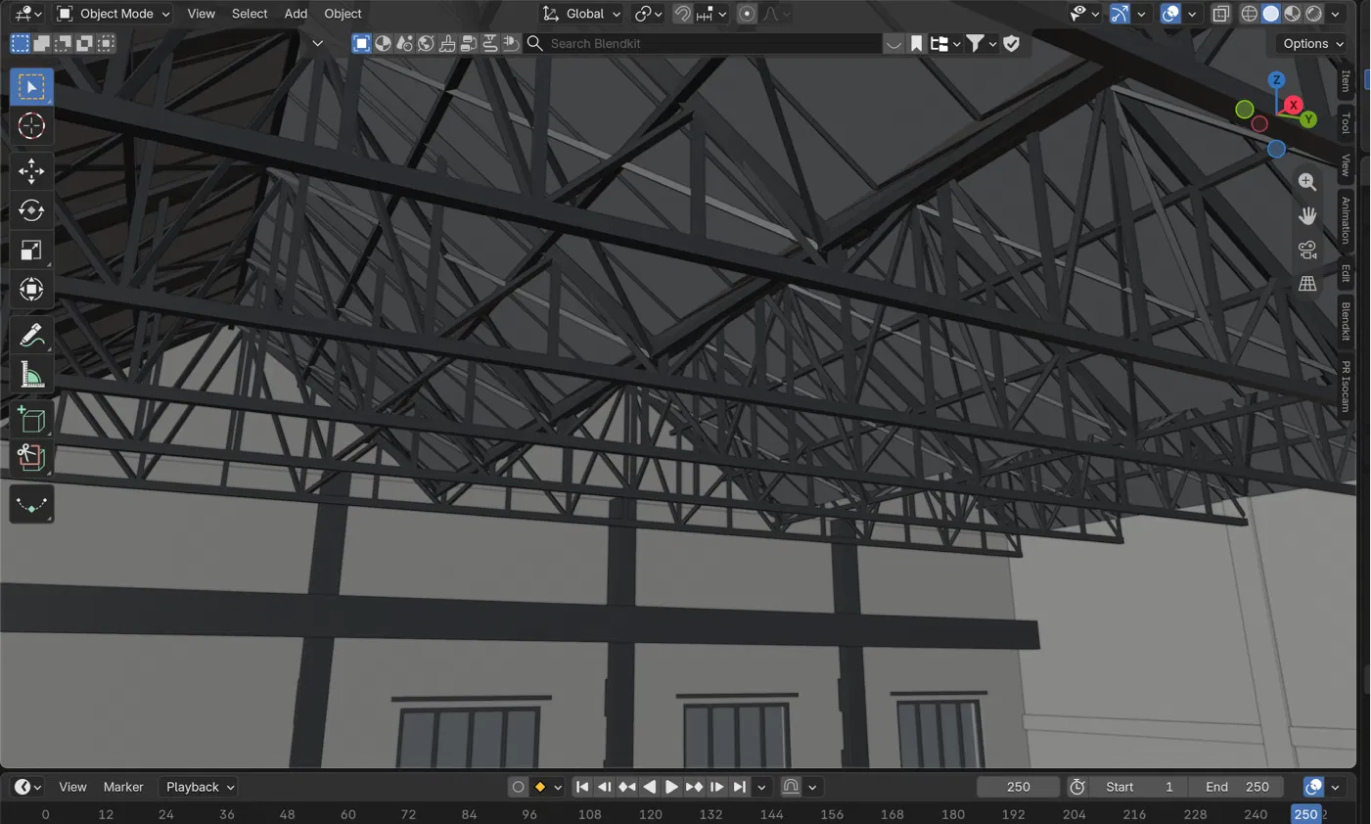 Object Mode View Select Add Object Global
Search Blendkit Options
Z
X
Y
Item
Tool
View
Animation
Edit
Blendkit
PR Isocam
View Marker Playback 250 Start 1 End 250
0 12 24 36 48 60 72 84 96 108 120 132 144 156 168 180 192 204 216 228 240 250